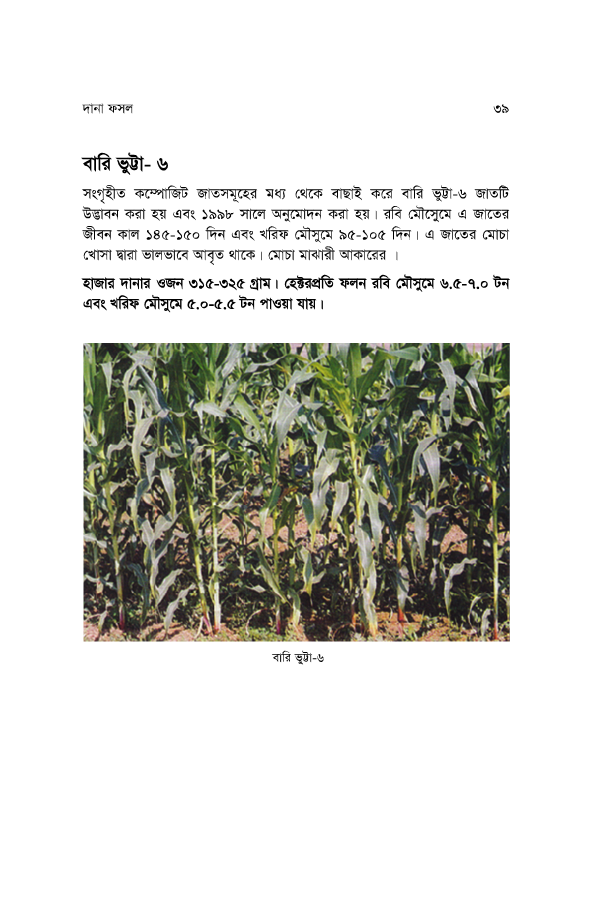 দানা ফসল ৩৯
বারি ভুট্টা- ৬
সংগৃহীত কম্পোজিট জাতসমূহের মধ্য থেকে বাছাই করে বারি ভুট্টা-৬ জাতটি
উদ্ভাবন করা হয় এবং ১৯৯৮ সালে অনুমোদন করা হয়। রবি মৌসেুমে এ জাতের
জীবন কাল ১৪৫-১৫০ দিন এবং খরিফ মৌসুমে ৯৫-১০৫ দিন। এ জাতের মোচা
খোসা দ্বারা ভালভাবে আবৃত থাকে। মোচা মাঝারী আকারের ।
হাজার দানার ওজন ৩১৫-৩২৫ গ্রাম। হেক্টরপ্রতি ফলন রবি মৌসুমে ৬.৫-৭.০ টন
এবং খরিফ মৌসুমে ৫.০-৫.৫ টন পাওয়া যায়।
বারি ভুট্টা-৬